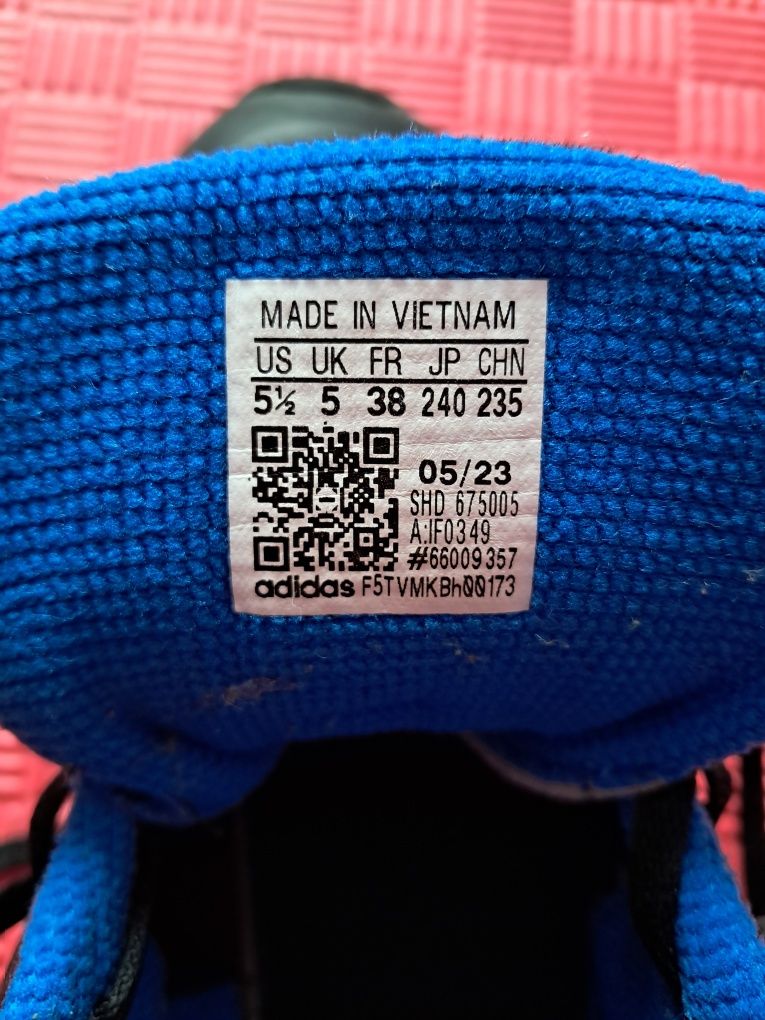 MADE IN VIETNAM
US UK FR JP CHN
5½ 5 38 240 235
05/23
SHD 675005
A:IF0349
#66009357
adidas F5TVMKBh00173